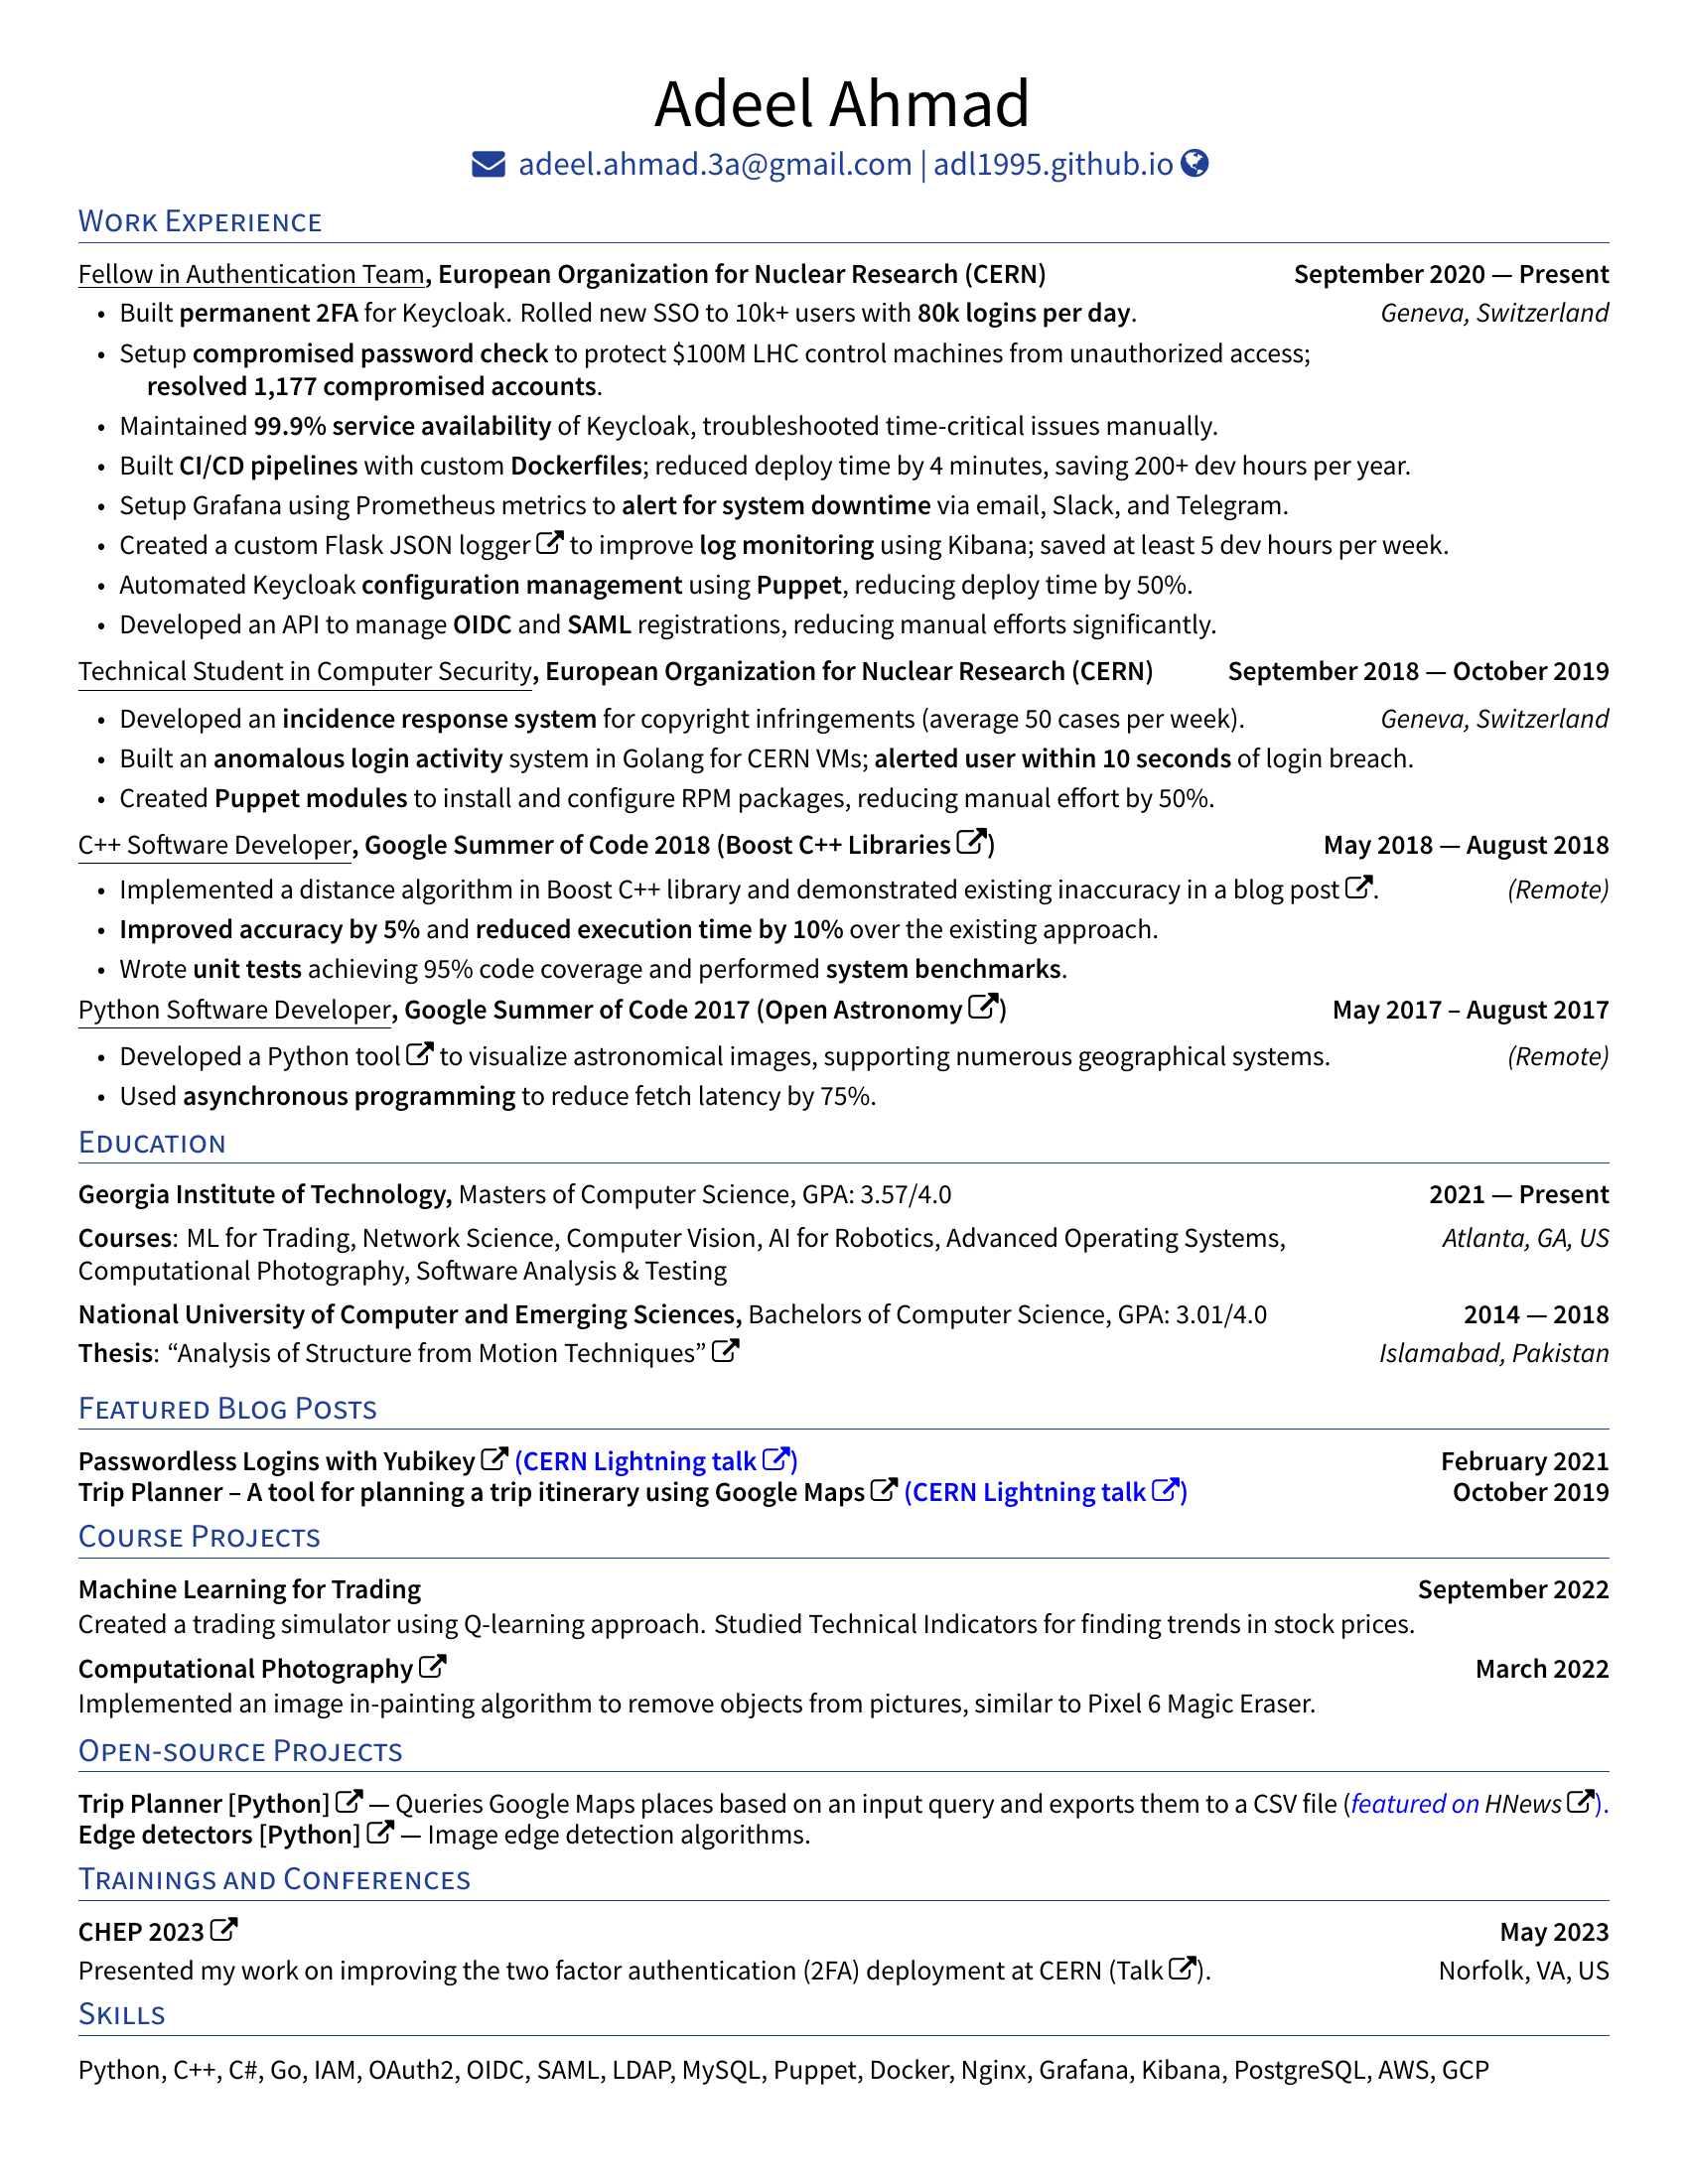 Adeel Ahmad
adeel.ahmad.3a@gmail.com | adl1995.github.io
Work Experience
Fellow in Authentication Team, European Organization for Nuclear Research (CERN) September 2020 — Present
• Built permanent 2FA for Keycloak. Rolled new SSO to 10k+ users with 80k logins per day. Geneva, Switzerland
• Setup compromised password check to protect $100M LHC control machines from unauthorized access;
resolved 1,177 compromised accounts.
• Maintained 99.9% service availability of Keycloak, troubleshooted time-critical issues manually.
• Built CI/CD pipelines with custom Dockerfiles; reduced deploy time by 4 minutes, saving 200+ dev hours per year.
• Setup Grafana using Prometheus metrics to alert for system downtime via email, Slack, and Telegram.
• Created a custom Flask JSON logger to improve log monitoring using Kibana; saved at least 5 dev hours per week.
• Automated Keycloak configuration management using Puppet, reducing deploy time by 50%.
• Developed an API to manage OIDC and SAML registrations, reducing manual efforts significantly.
Technical Student in Computer Security, European Organization for Nuclear Research (CERN) September 2018 — October 2019
• Developed an incidence response system for copyright infringements (average 50 cases per week). Geneva, Switzerland
• Built an anomalous login activity system in Golang for CERN VMs; alerted user within 10 seconds of login breach.
• Created Puppet modules to install and configure RPM packages, reducing manual effort by 50%.
C++ Software Developer, Google Summer of Code 2018 (Boost C++ Libraries) May 2018 — August 2018
• Implemented a distance algorithm in Boost C++ library and demonstrated existing inaccuracy in a blog post. (Remote)
• Improved accuracy by 5% and reduced execution time by 10% over the existing approach.
• Wrote unit tests achieving 95% code coverage and performed system benchmarks.
Python Software Developer, Google Summer of Code 2017 (Open Astronomy) May 2017 – August 2017
• Developed a Python tool to visualize astronomical images, supporting numerous geographical systems. (Remote)
• Used asynchronous programming to reduce fetch latency by 75%.
Education
Georgia Institute of Technology, Masters of Computer Science, GPA: 3.57/4.0 2021 — Present
Courses: ML for Trading, Network Science, Computer Vision, AI for Robotics, Advanced Operating Systems, Atlanta, GA, US
Computational Photography, Software Analysis & Testing
National University of Computer and Emerging Sciences, Bachelors of Computer Science, GPA: 3.01/4.0 2014 — 2018
Thesis: “Analysis of Structure from Motion Techniques” Islamabad, Pakistan
Featured Blog Posts
Passwordless Logins with Yubikey (CERN Lightning talk) February 2021
Trip Planner – A tool for planning a trip itinerary using Google Maps (CERN Lightning talk) October 2019
Course Projects
Machine Learning for Trading September 2022
Created a trading simulator using Q-learning approach. Studied Technical Indicators for finding trends in stock prices.
Computational Photography March 2022
Implemented an image in-painting algorithm to remove objects from pictures, similar to Pixel 6 Magic Eraser.
Open-source Projects
Trip Planner [Python] — Queries Google Maps places based on an input query and exports them to a CSV file (featured on HNews).
Edge detectors [Python] — Image edge detection algorithms.
Trainings and Conferences
CHEP 2023 May 2023
Presented my work on improving the two factor authentication (2FA) deployment at CERN (Talk). Norfolk, VA, US
Skills
Python, C++, C#, Go, IAM, OAuth2, OIDC, SAML, LDAP, MySQL, Puppet, Docker, Nginx, Grafana, Kibana, PostgreSQL, AWS, GCP